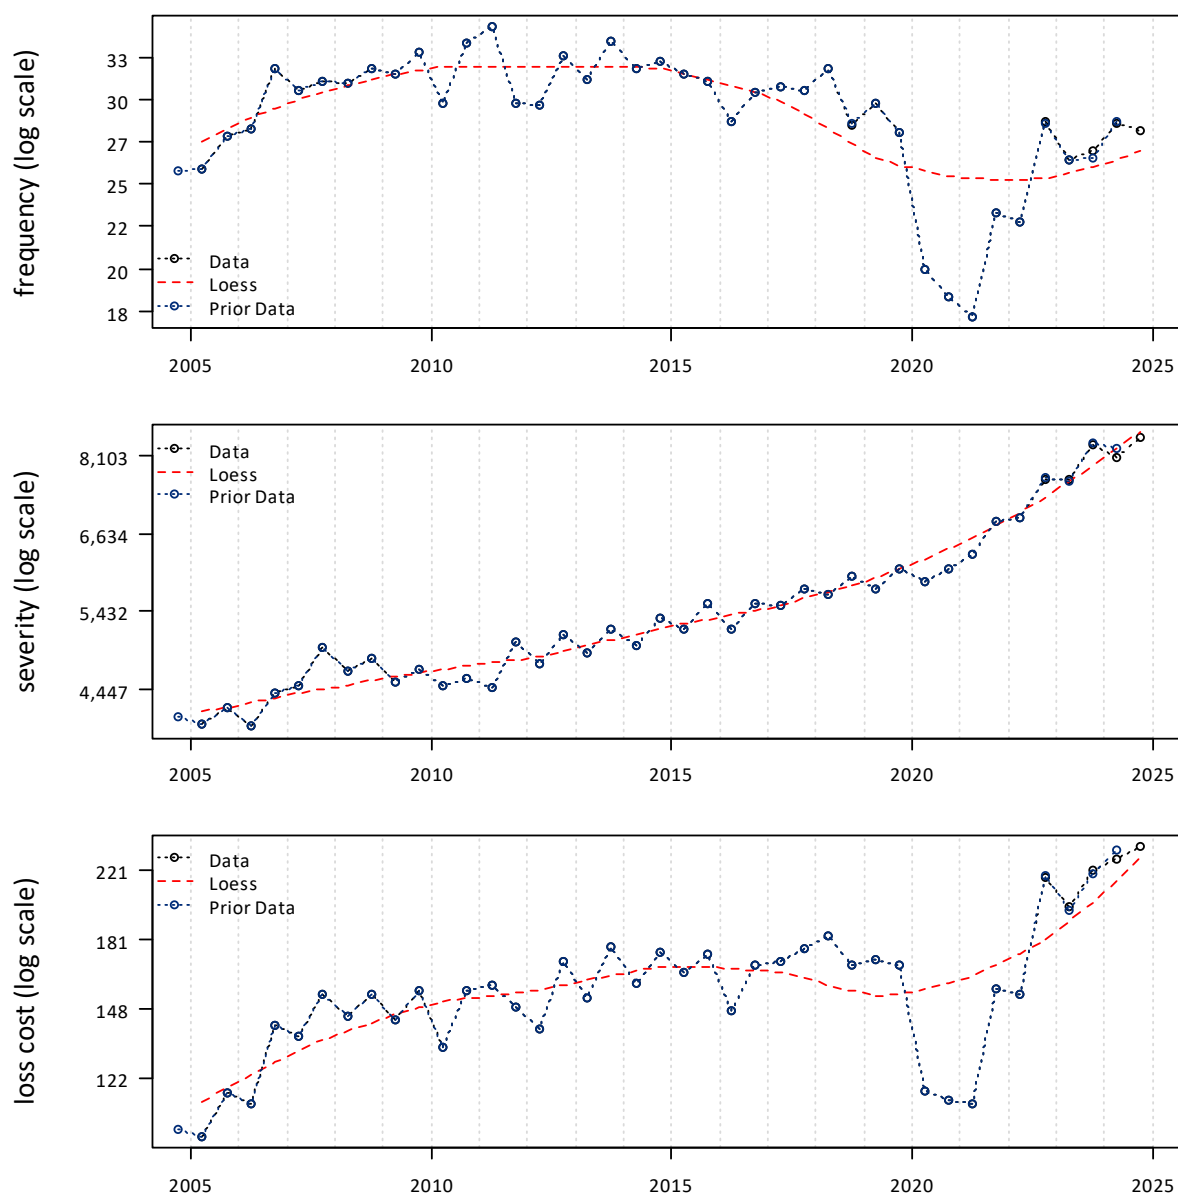 frequency (log scale)
33
30
27
25
22
20
18
Data
Loess
Prior Data
2005 2010 2015 2020 2025
severity (log scale)
8,103
6,634
5,432
4,447
Data
Loess
Prior Data
2005 2010 2015 2020 2025
loss cost (log scale)
221
181
148
122
Data
Loess
Prior Data
2005 2010 2015 2020 2025